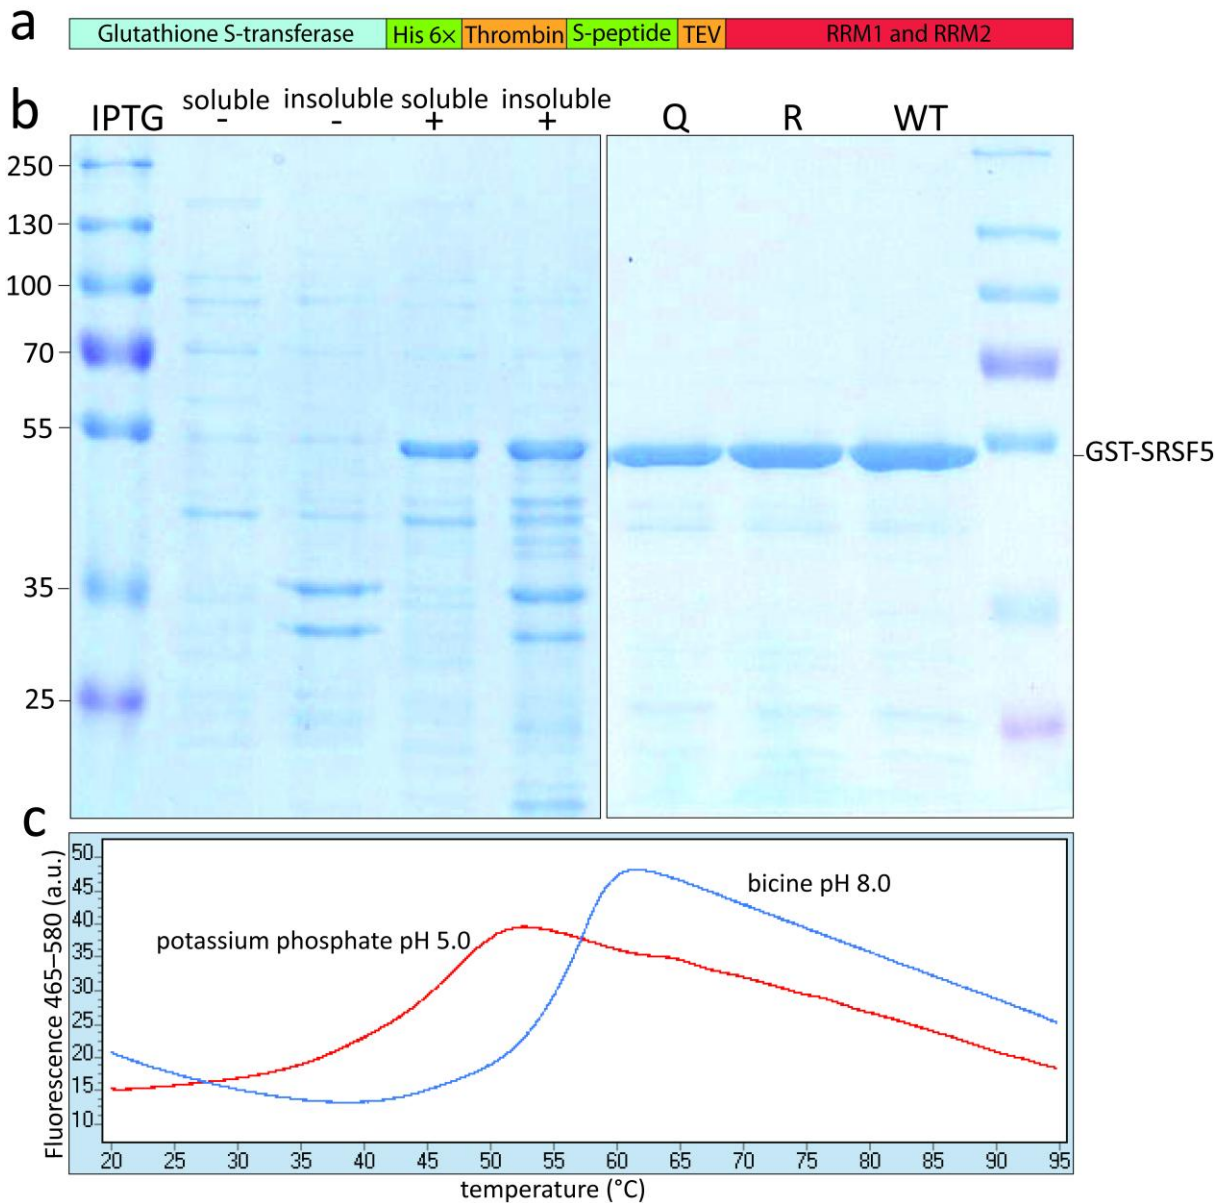 a
Glutathione S-transferase His 6× Thrombin S-peptide TEV RRM1 and RRM2
b
IPTG soluble - insoluble - soluble + insoluble + Q R WT
250
130
100
70
55
GST-SRSF5
35
25
c
Fluorescence 465–580 (a.u.)
50
45
40
35
30
25
20
15
10
bicine pH 8.0
potassium phosphate pH 5.0
20 25 30 35 40 45 50 55 60 65 70 75 80 85 90 95
temperature (°C)